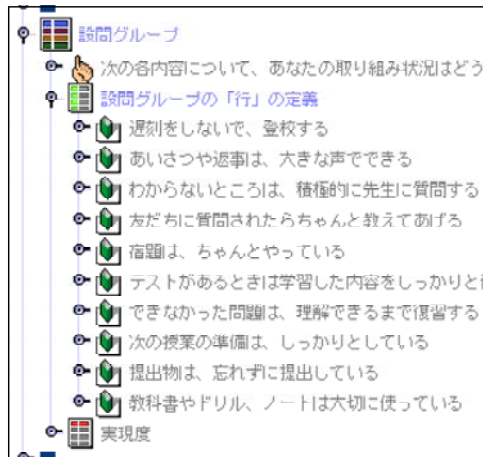 設問グループ
次の各内容について、あなたの取り組み状況はどう
設問グループの「行」の定義
遅刻をしないで、登校する
あいさつや返事は、大きな声でできる
わからないところは、積極的に先生に質問する
友だちに質問されたらちゃんと教えてあげる
宿題は、ちゃんとやっている
テストがあるときは学習した内容をしっかりと
できなかった問題は、理解できるまで復習する
次の授業の準備は、しっかりとしている
提出物は、忘れずに提出している
教科書やドリル、ノートは大切に使っている
実現度